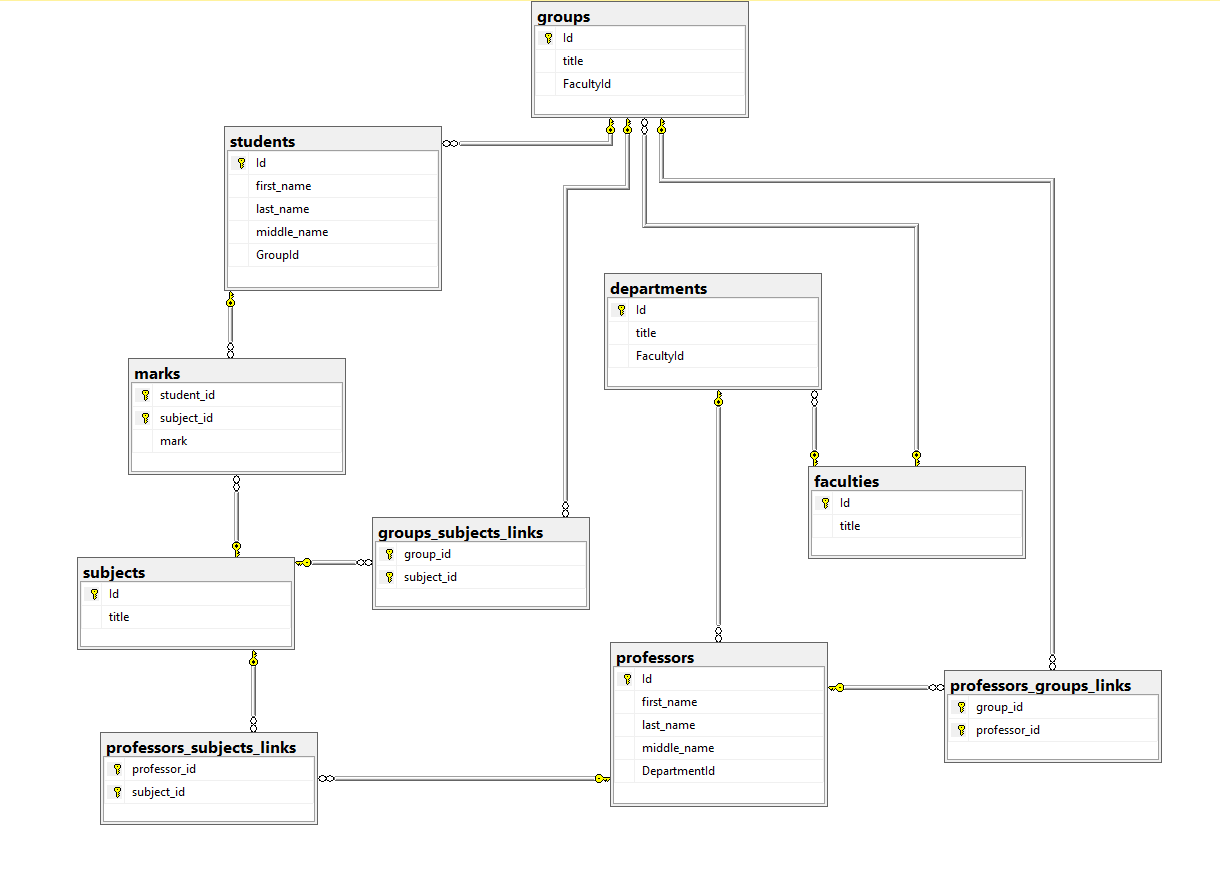 groups
Id
title
FacultyId
students
Id
first_name
last_name
middle_name
GroupId
departments
Id
title
FacultyId
marks
student_id
subject_id
mark
faculties
Id
title
groups_subjects_links
group_id
subject_id
subjects
Id
title
professors
Id
first_name
last_name
middle_name
DepartmentId
professors_groups_links
group_id
professor_id
professors_subjects_links
professor_id
subject_id